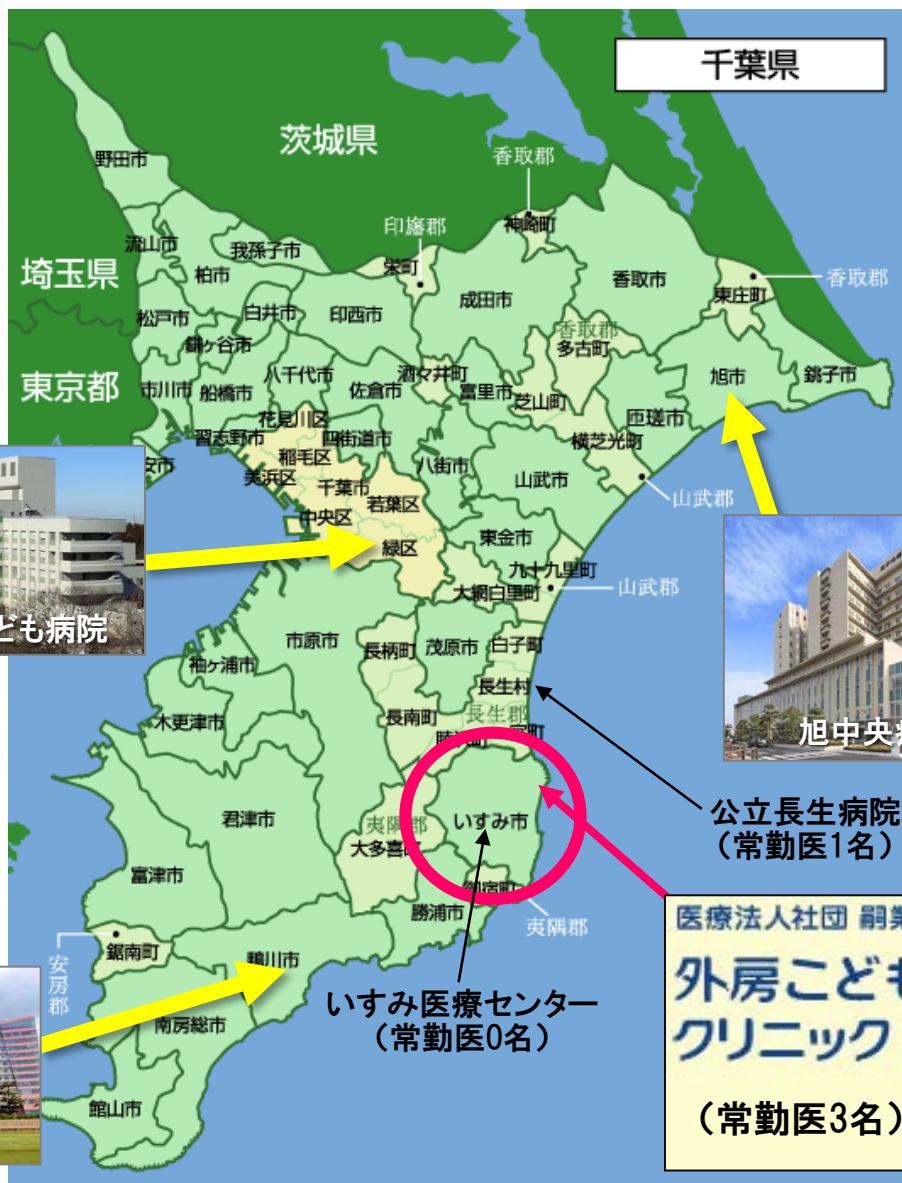 千葉県
茨城県
香取郡
野田市
印旛郡
神崎町
流山市
我孫子市
栄町
埼玉県
柏市
成田市
香取市
香取郡
東庄町
松戸市
白井市
印西市
鎌ヶ谷市
香取郡
多古町
東京都
市川市
船橋市
八千代市
佐倉市
酒々井町
富里市
芝山町
旭市
銚子市
匝瑳市
花見川区
習志野市
四街道市
横芝光町
稲毛区
美浜区
八街市
山武市
安市
千葉市
若葉区
山武郡
中央区
緑区
東金市
九十九里町
大網白里町
山武郡
ども病院
市原市
長柄町
茂原市
白子町
袖ヶ浦市
長生村
木更津市
長南町
長生郡
町
旭中央病
君津市
夷隅郡
いすみ市
公立長生病院
(常勤医1名)
大多喜町
富津市
御宿町
勝浦市
夷隅郡
医療法人社団 嗣業
外房こども
クリニック
(常勤医3名)
鋸南町
安房郡
鴨川市
いすみ医療センター
(常勤医0名)
南房総市
館山市